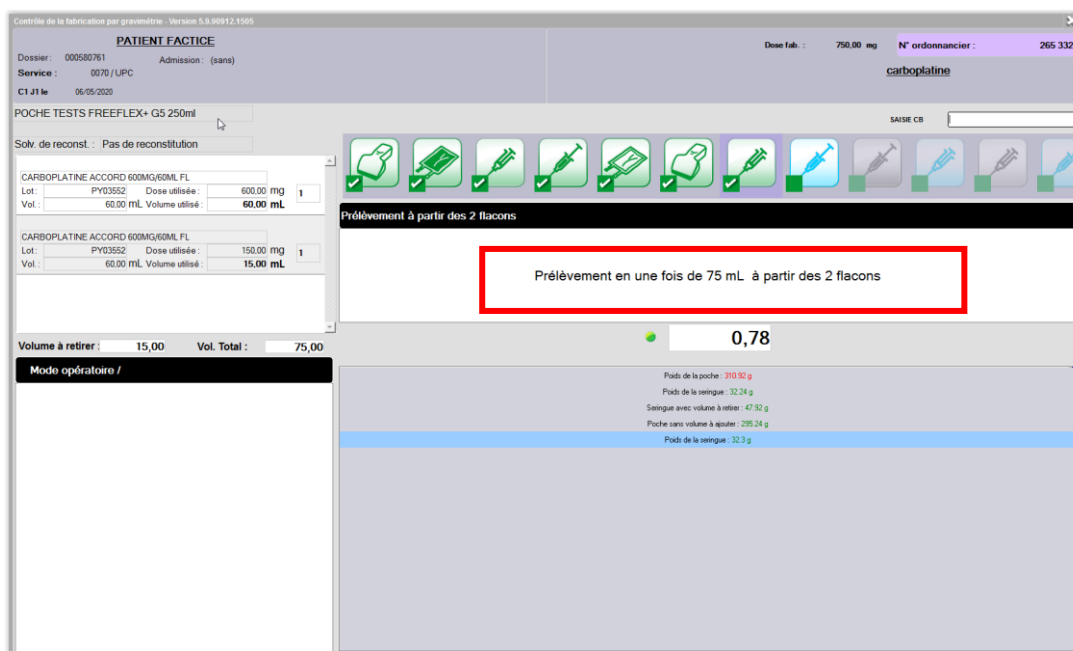 Contrôle de la fabrication par gravimétrie - Version 5.9.90912.1505
PATIENT FACTICE
Dossier : 000580761 Admission : (sans)
Service : 0070 / UPC
C1 J1 le 06/05/2020
Dose fab. : 750,00 mg N° ordonnancier : 265 332
carboplatine
POCHE TESTS FREEFLEX+ G5 250ml
SAISIE CB
Solv. de reconst. : Pas de reconstitution
CARBOPLATINE ACCORD 600MG/60ML FL
Lot : PY03552 Dose utilisée : 600,00 mg 1
Vol. : 60,00 mL Volume utilisé : 60,00 mL
CARBOPLATINE ACCORD 600MG/60ML FL
Lot : PY03552 Dose utilisée : 150,00 mg 1
Vol. : 60,00 mL Volume utilisé : 15,00 mL
Volume à retirer : 15,00 Vol. Total : 75,00
Mode opératoire /
Prélèvement à partir des 2 flacons
Prélèvement en une fois de 75 mL à partir des 2 flacons
0,78
Poids de la poche : 310.92 g
Poids de la seringue : 32.24 g
Seringue avec volume à retirer : 47.92 g
Poche sans volume à ajouter : 295.24 g
Poids de la seringue : 32.3 g